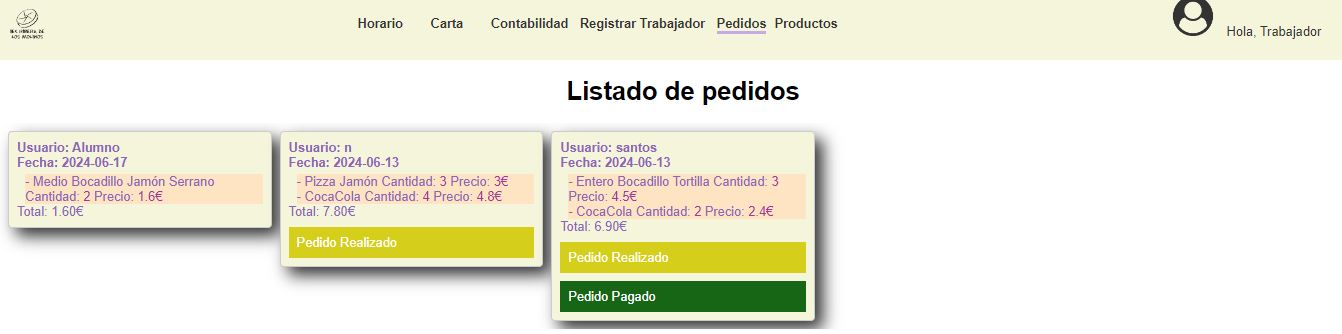 Horario Carta Contabilidad Registrar Trabajador Pedidos Productos
Hola, Trabajador
Listado de pedidos
Usuario: Alumno
Fecha: 2024-06-17
- Medio Bocadillo Jamón Serrano
Cantidad: 2 Precio: 1.6€
Total: 1.60€
Usuario: n
Fecha: 2024-06-13
- Pizza Jamón Cantidad: 3 Precio: 3€
- CocaCola Cantidad: 4 Precio: 4.8€
Total: 7.80€
Pedido Realizado
Usuario: santos
Fecha: 2024-06-13
- Entero Bocadillo Tortilla Cantidad: 3
Precio: 4.5€
- CocaCola Cantidad: 2 Precio: 2.4€
Total: 6.90€
Pedido Realizado
Pedido Pagado